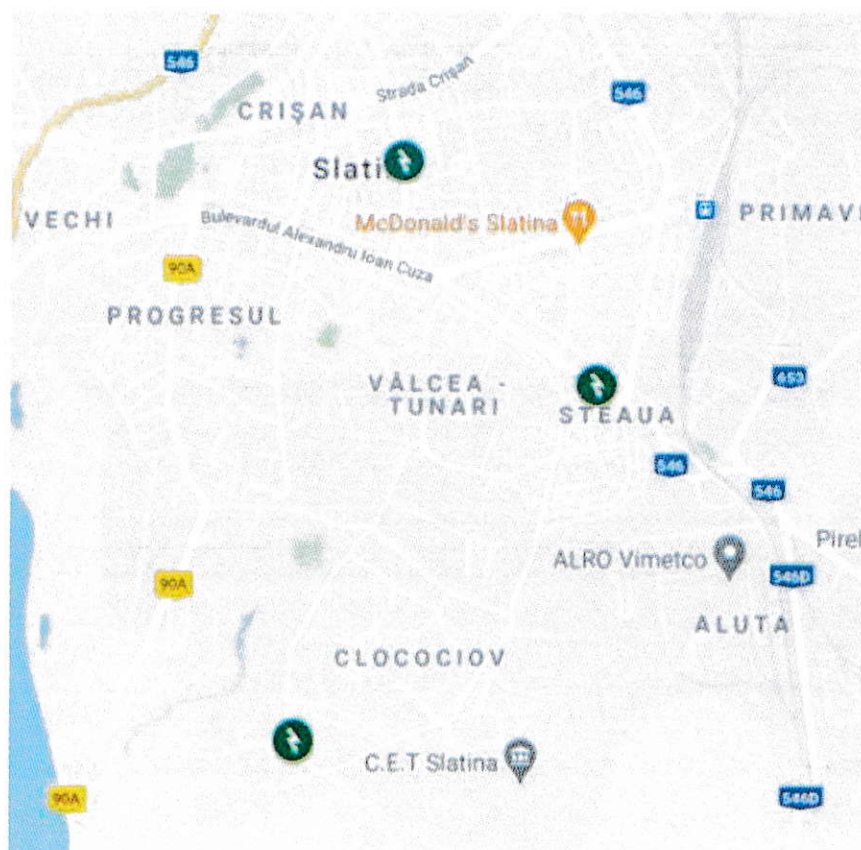 546
Strada Crişan
546
CRIŞAN
Slati
VECHI
Bulevardul Alexandru Ioan Cuza
McDonald's Slatina
PRIMAVE
90A
PROGRESUL
VÂLCEA -
TUNARI
453
STEAUA
546
546
ALRO Vimetco
Pirel
90A
546D
ALUTA
CLOCOCIOV
C.E.T Slatina
90A
546D